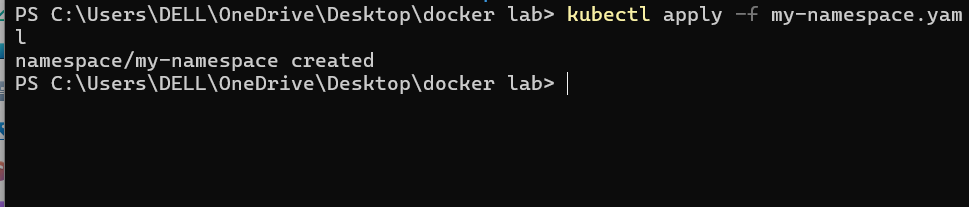 PS C:\Users\DELL\OneDrive\Desktop\docker lab> kubectl apply -f my-namespace.yam
l
namespace/my-namespace created
PS C:\Users\DELL\OneDrive\Desktop\docker lab>